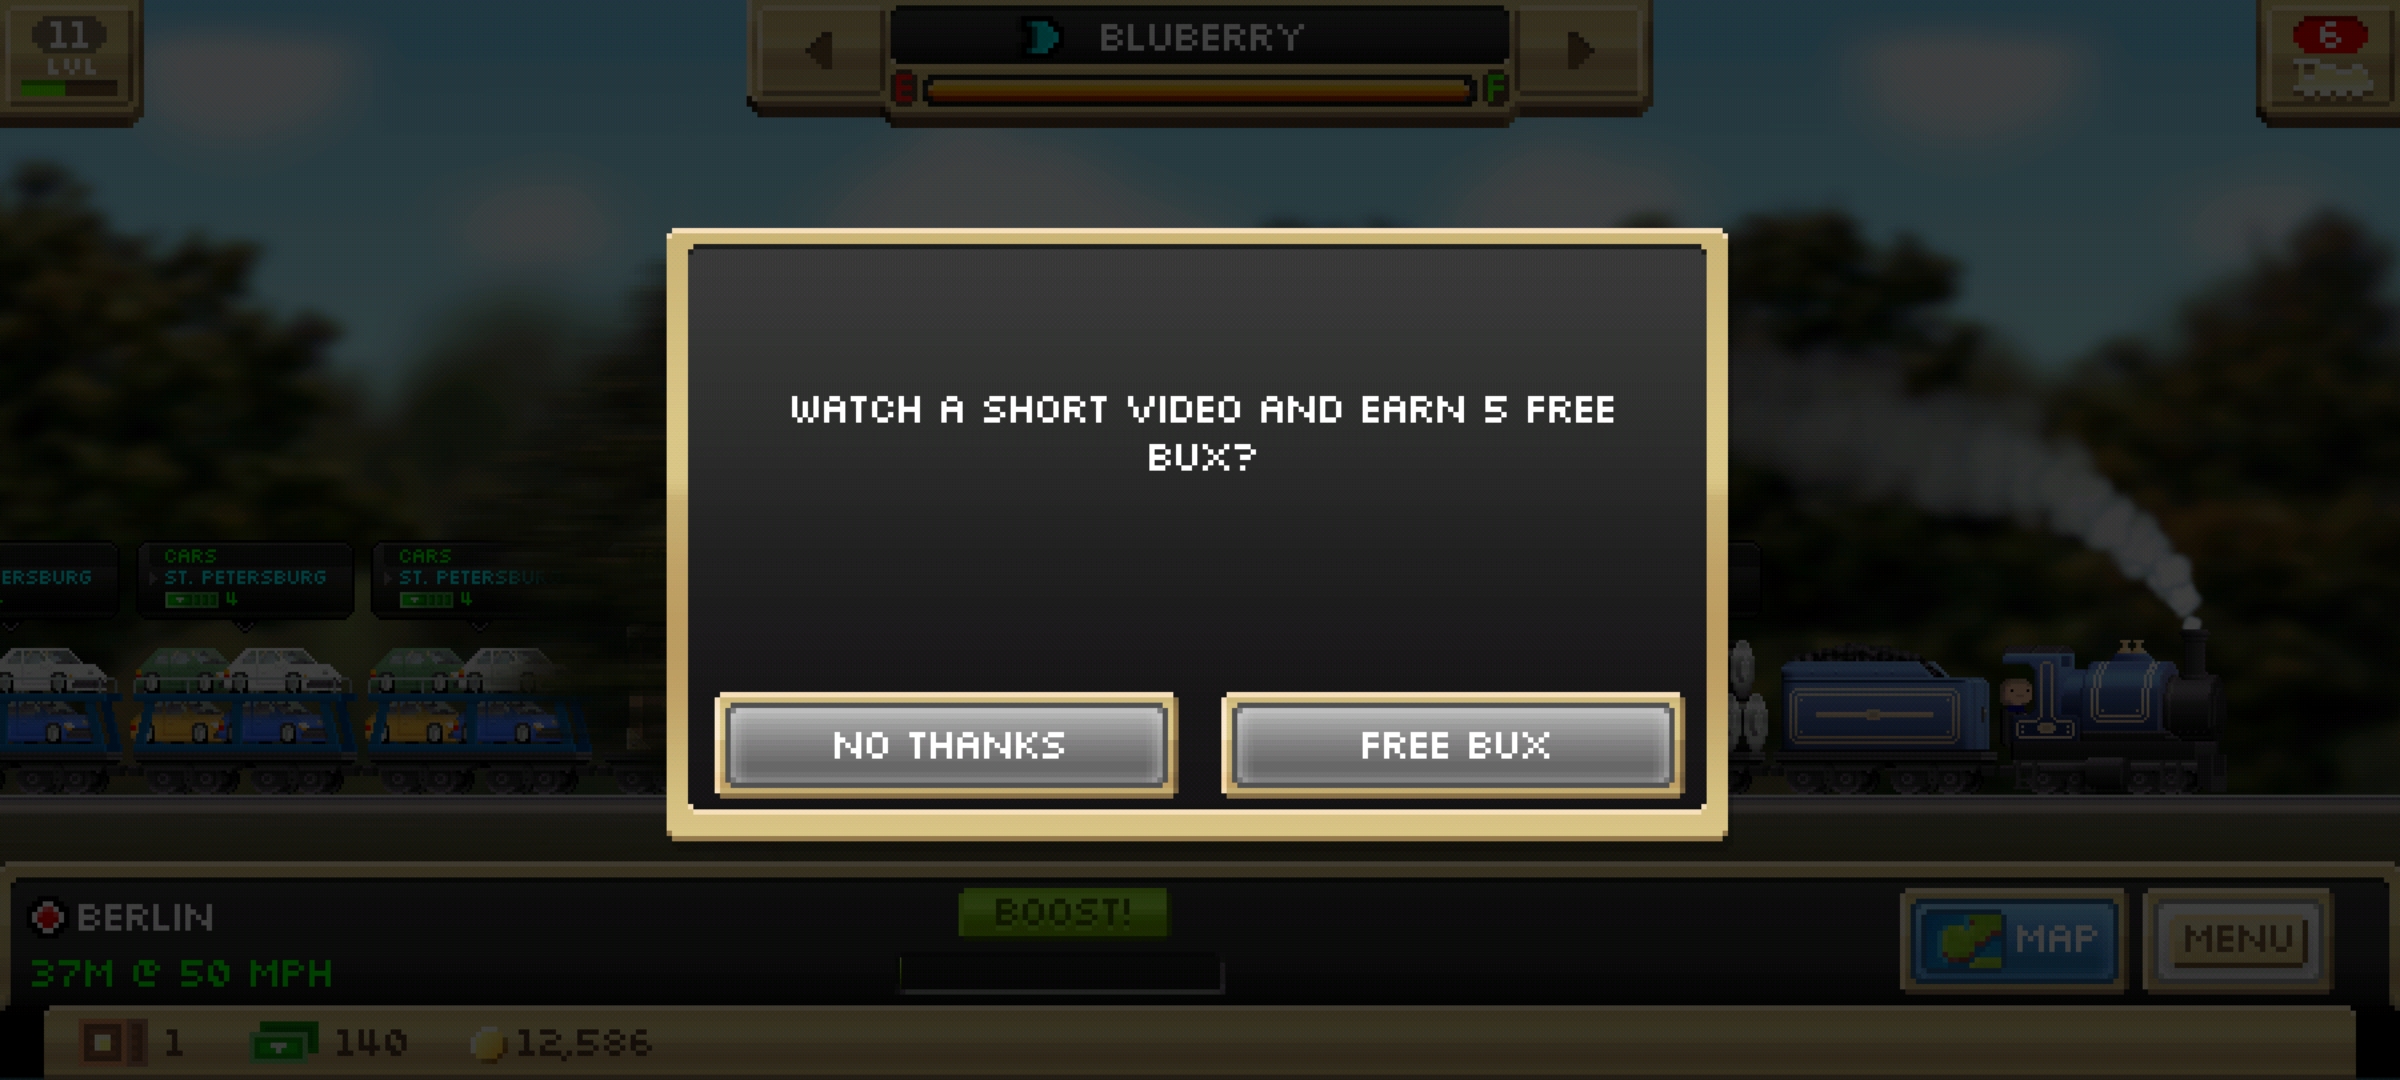 11
LVL
BLUBERRY
E
F
6
WATCH A SHORT VIDEO AND EARN 5 FREE
BUX?
NO THANKS
FREE BUX
ERSBURG
CARS
ST. PETERSBURG
4
CARS
ST. PETERSBUR
4
BERLIN
37M @ 50 MPH
BOOST!
MAP
MENU
1
140
12,586